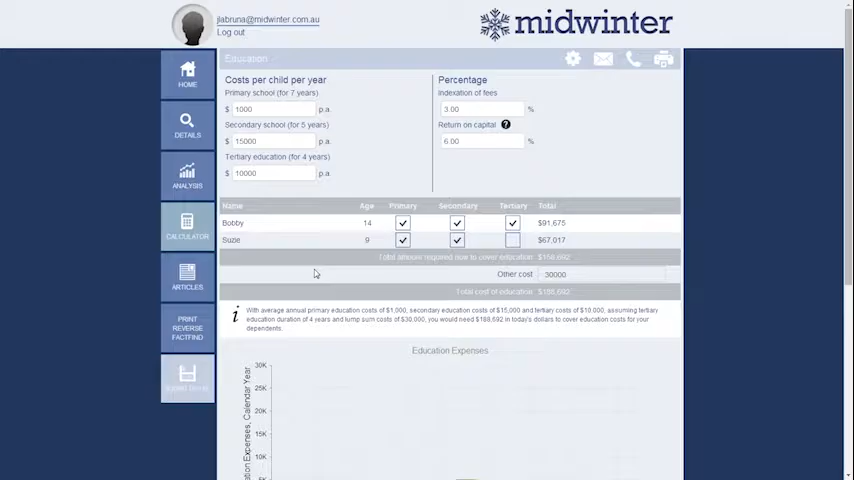 jlabruna@midwinter.com.au
Log out
midwinter
HOME
DETAILS
ANALYSIS
CALCULATOR
ARTICLES
PRINT
REVERSE
FACTFIND
Education
Costs per child per year
Primary school (for 7 years)
$ 1000 p.a.
Secondary school (for 5 years)
$ 15000 p.a.
Tertiary education (for 4 years)
$ 10000 p.a.
Percentage
Indexation of fees
3.00 %
Return on capital ?
6.00 %
Name Age Primary Secondary Tertiary Total
Bobby 14 $91,675
Suzie 9 $67,017
Total amount required now to cover education $158,692
Other cost 30000
Total cost of education $188,692
i
With average annual primary education costs of $1,000, secondary education costs of $15,000 and tertiary costs of $10,000, assuming tertiary
education duration of 4 years and lump sum costs of $30,000, you would need $188,692 in today's dollars to cover education costs for your
dependents.
Education Expenses
30K
25K
20K
15K
10K
5K
ation Expenses, Calendar Year